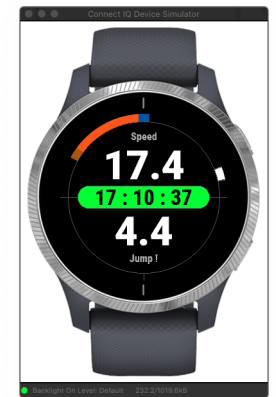 Connect IQ Device Simulator
Speed
17.4
17 : 10 : 37
4.4
Jump !
Backlight On Level: Default 232.2/1019.6kB